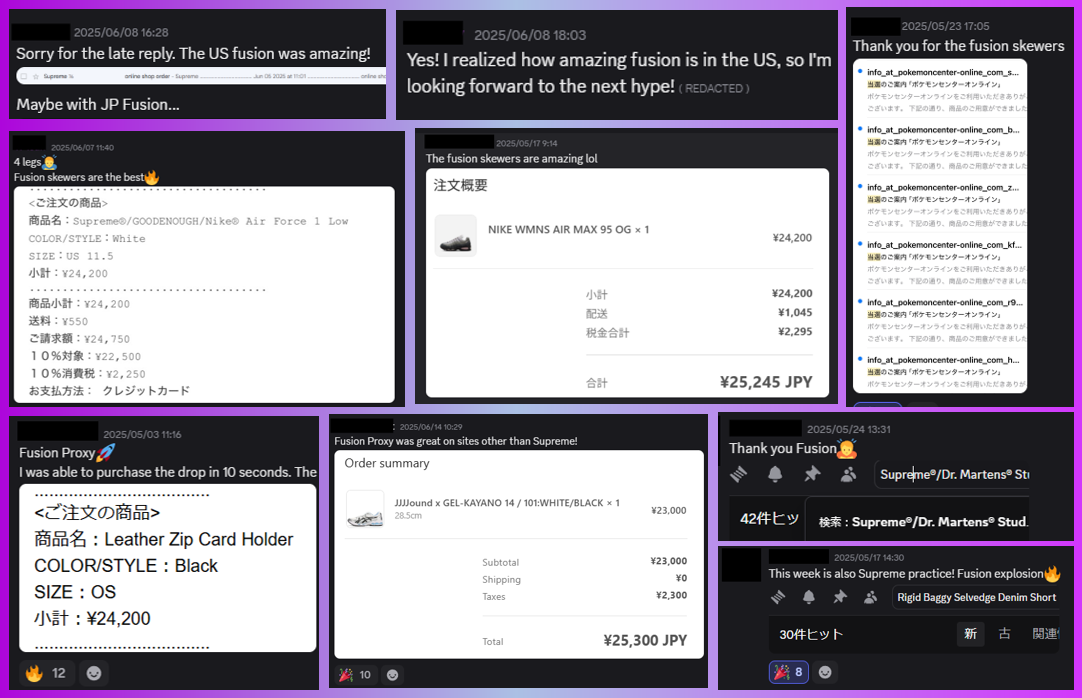 2025/06/08 16:28
Sorry for the late reply. The US fusion was amazing!
Supreme
online shop order - Supreme
Jun 05 2025 at 11:01
online sho
Maybe with JP Fusion...
2025/06/08 18:03
Yes! I realized how amazing fusion is in the US, so I'm
looking forward to the next hype! ( REDACTED )
2025/05/23 17:05
Thank you for the fusion skewers
info_at_pokemoncenter-online_com_s...
当選のご案内「ポケモンセンターオンライン」
ポケモンセンターオンラインをご利用いただきありが
ございます。 下記の通り、商品のご用意ができました
info_at_pokemoncenter-online_com_b...
当選のご案内「ポケモンセンターオンライン」
ポケモンセンターオンラインをご利用いただきありが
ございます。 下記の通り、商品のご用意ができました
info_at_pokemoncenter-online_com_z...
当選のご案内「ポケモンセンターオンライン」
ポケモンセンターオンラインをご利用いただきありが
ございます。 下記の通り、商品のご用意ができました
info_at_pokemoncenter-online_com_kf...
当選のご案内「ポケモンセンターオンライン」
ポケモンセンターオンラインをご利用いただきありが
ございます。 下記の通り、商品のご用意ができました
info_at_pokemoncenter-online_com_r9...
当選のご案内「ポケモンセンターオンライン」
ポケモンセンターオンラインをご利用いただきありが
ございます。 下記の通り、商品のご用意ができました
info_at_pokemoncenter-online_com_h...
当選のご案内「ポケモンセンターオンライン」
ポケモンセンターオンラインをご利用いただきありが
2025/06/07 11:40
4 legs🙇
Fusion skewers are the best🔥
<ご注文の商品>
商品名：Supreme®/GOODENOUGH/Nike® Air Force 1 Low
COLOR/STYLE：White
SIZE：US 11.5
小計：¥24,200
商品小計：¥24,200
送料：¥550
ご請求額：¥24,750
１０％対象：¥22,500
１０％消費税：¥2,250
お支払方法： クレジットカード
2025/05/17 9:14
The fusion skewers are amazing lol
注文概要
NIKE WMNS AIR MAX 95 OG × 1
¥24,200
小計 ¥24,200
配送 ¥1,045
税金合計 ¥2,295
合計 ¥25,245 JPY
2025/05/03 11:16
Fusion Proxy🚀
I was able to purchase the drop in 10 seconds. The
<ご注文の商品>
商品名：Leather Zip Card Holder
COLOR/STYLE：Black
SIZE：OS
小計：¥24,200
🔥 12
2025/06/14 10:29
Fusion Proxy was great on sites other than Supreme!
Order summary
JJJJound x GEL-KAYANO 14 / 101:WHITE/BLACK × 1
28.5cm
¥23,000
Subtotal ¥23,000
Shipping ¥0
Taxes ¥2,300
Total ¥25,300 JPY
🎉 10
2025/05/24 13:31
Thank you Fusion🙇
Supreme®/Dr. Martens® Stu
42件ヒッ
検索：Supreme®/Dr. Martens® Stud.
2025/05/17 14:30
This week is also Supreme practice! Fusion explosion🔥
Rigid Baggy Selvedge Denim Short
30件ヒット
新 古 関連
🎉 8